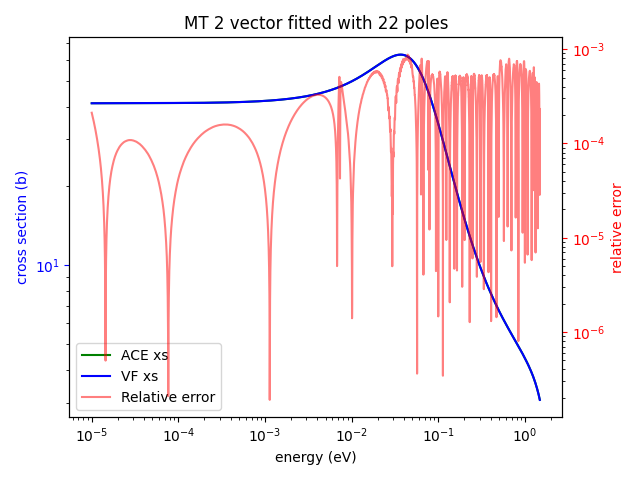 MT 2 vector fitted with 22 poles
cross section (b)
10¹
10⁻³
10⁻⁴
10⁻⁵
10⁻⁶
relative error
ACE xs
VF xs
Relative error
10⁻⁵ 10⁻⁴ 10⁻³ 10⁻² 10⁻¹ 10⁰
energy (eV)